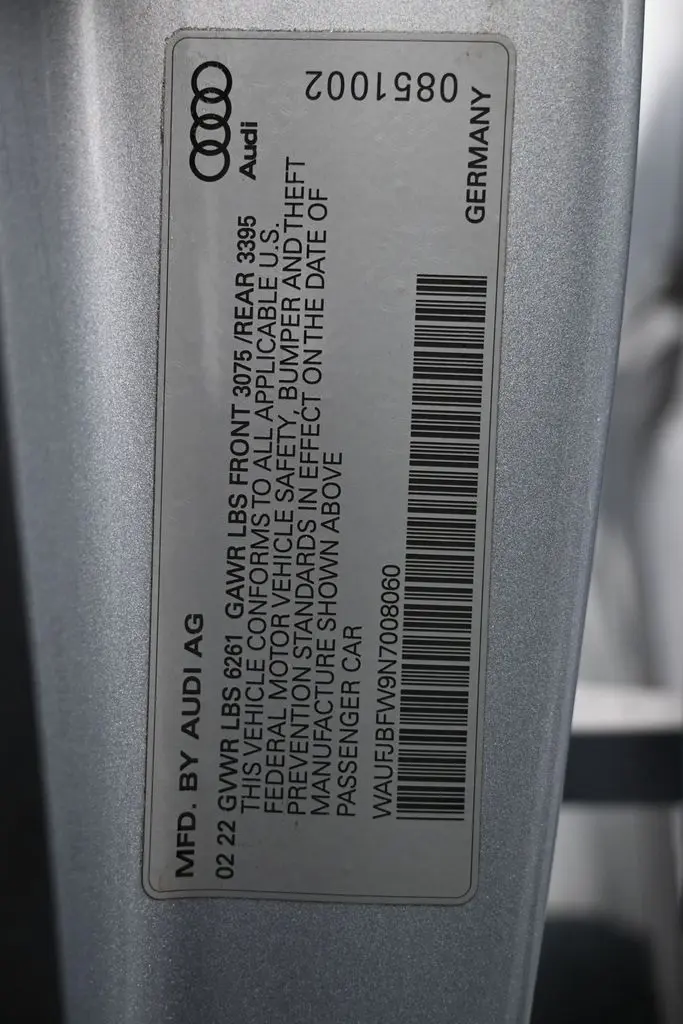 MFD. BY AUDI AG
Audi
02 22 GVWR LBS 6261 GAWR LBS FRONT 3075 /REAR 3395
THIS VEHICLE CONFORMS TO ALL APPLICABLE U.S.
FEDERAL MOTOR VEHICLE SAFETY, BUMPER AND THEFT
PREVENTION STANDARDS IN EFFECT ON THE DATE OF
MANUFACTURE SHOWN ABOVE
PASSENGER CAR
WAUFJBFW9N7008060
GERMANY
0851002